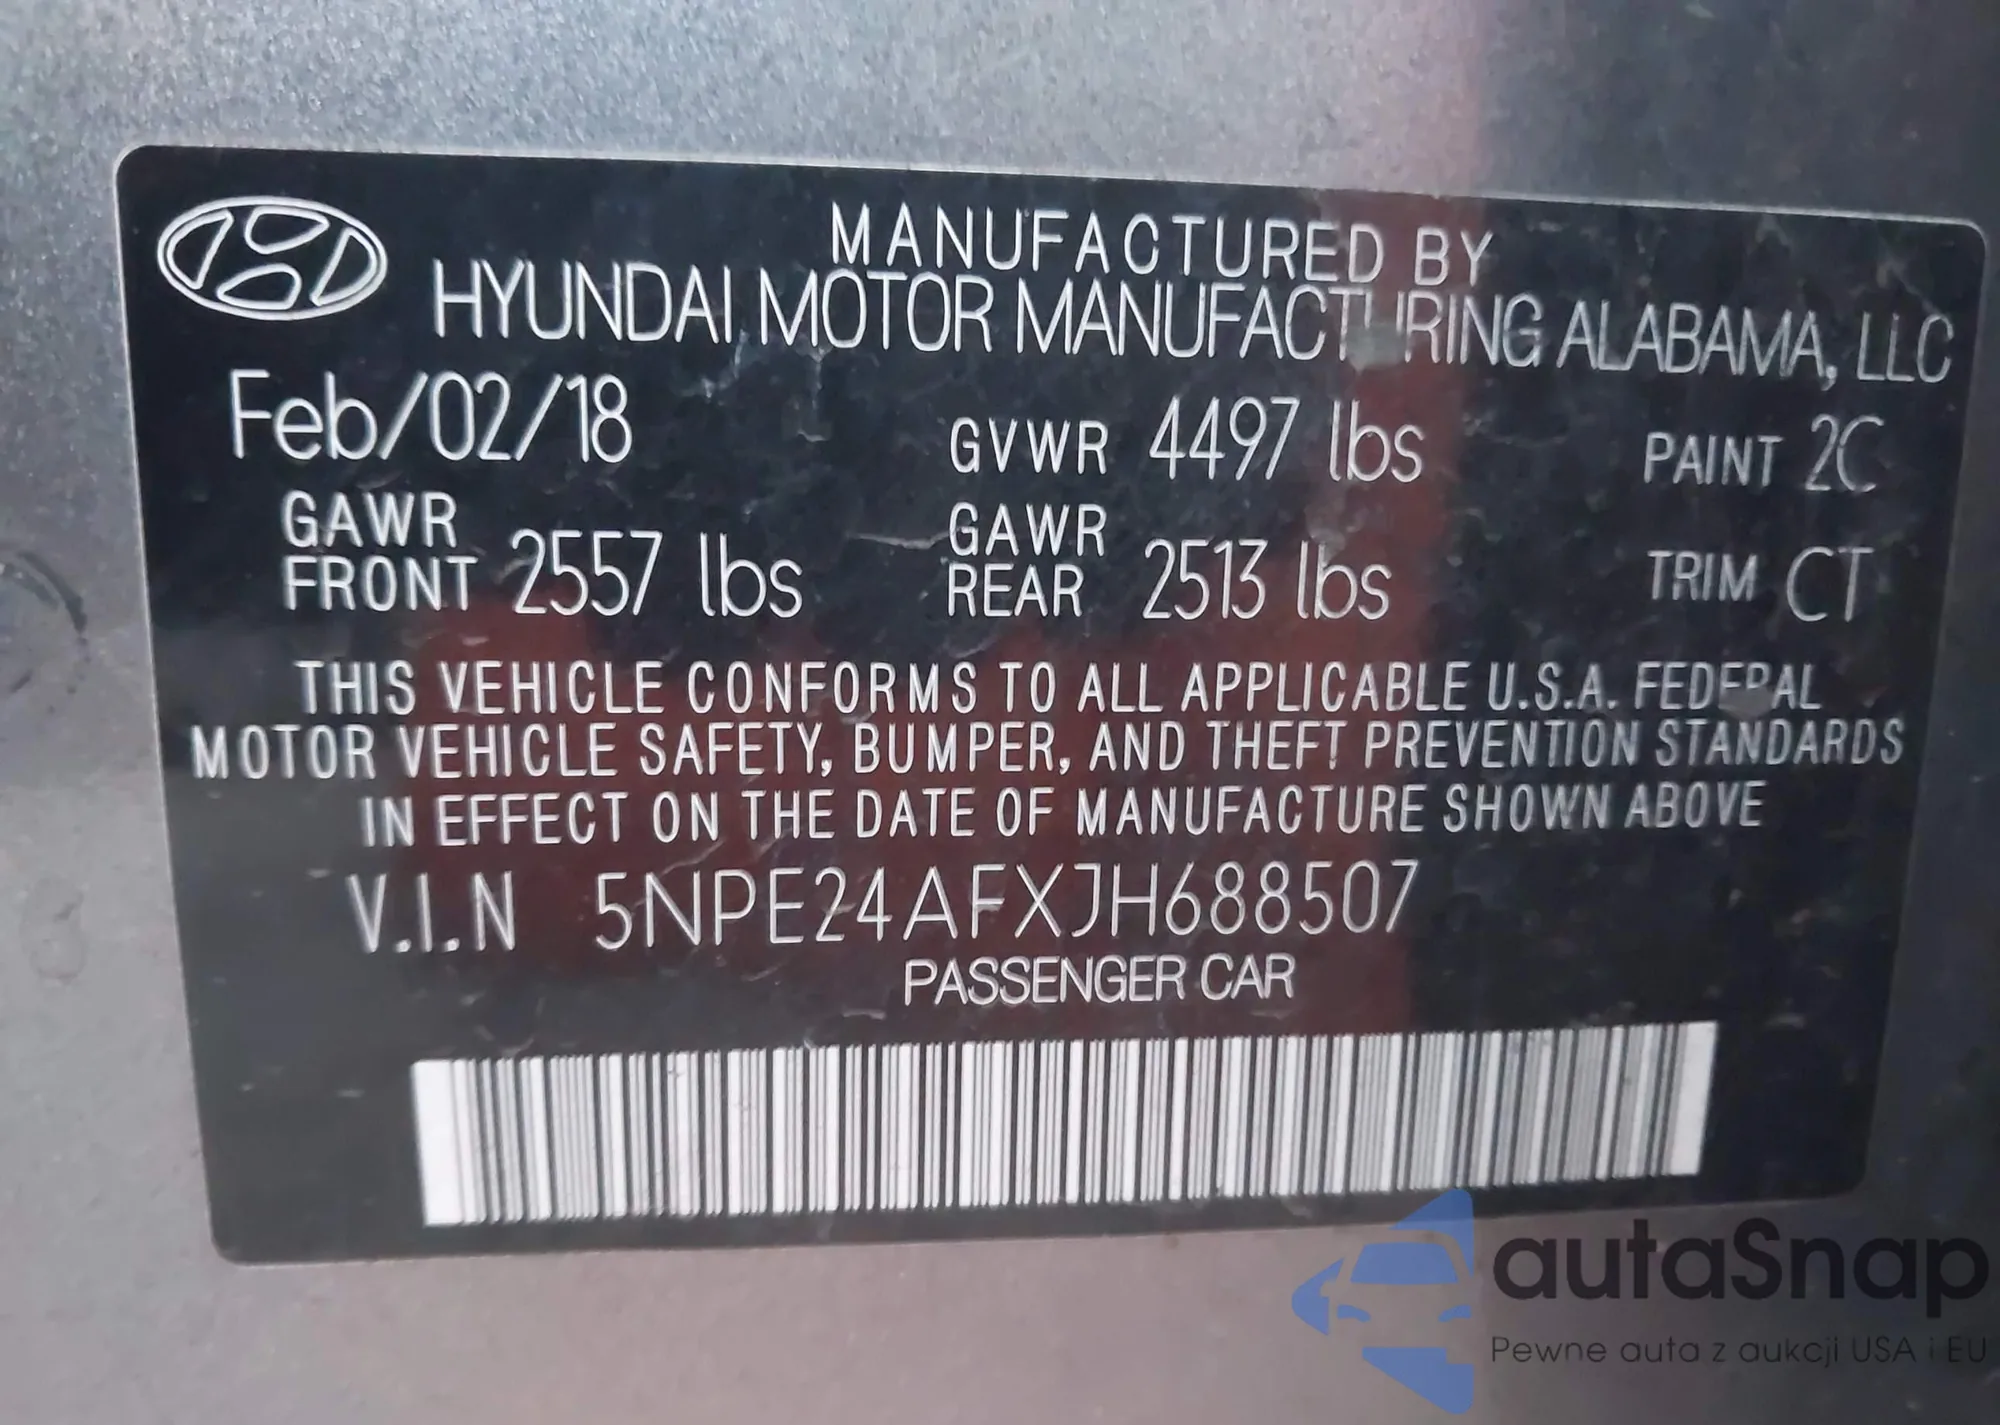 MANUFACTURED BY
HYUNDAI MOTOR MANUFACTURING ALABAMA, LLC
Feb/02/18 GVWR 4497 lbs PAINT 2C
GAWR FRONT 2557 lbs GAWR REAR 2513 lbs TRIM CT
THIS VEHICLE CONFORMS TO ALL APPLICABLE U.S.A. FEDERAL
MOTOR VEHICLE SAFETY, BUMPER, AND THEFT PREVENTION STANDARDS
IN EFFECT ON THE DATE OF MANUFACTURE SHOWN ABOVE
V.I.N 5NPE24AFXJH688507
PASSENGER CAR
autaSnap
Pewne auta z aukcji USA i EU